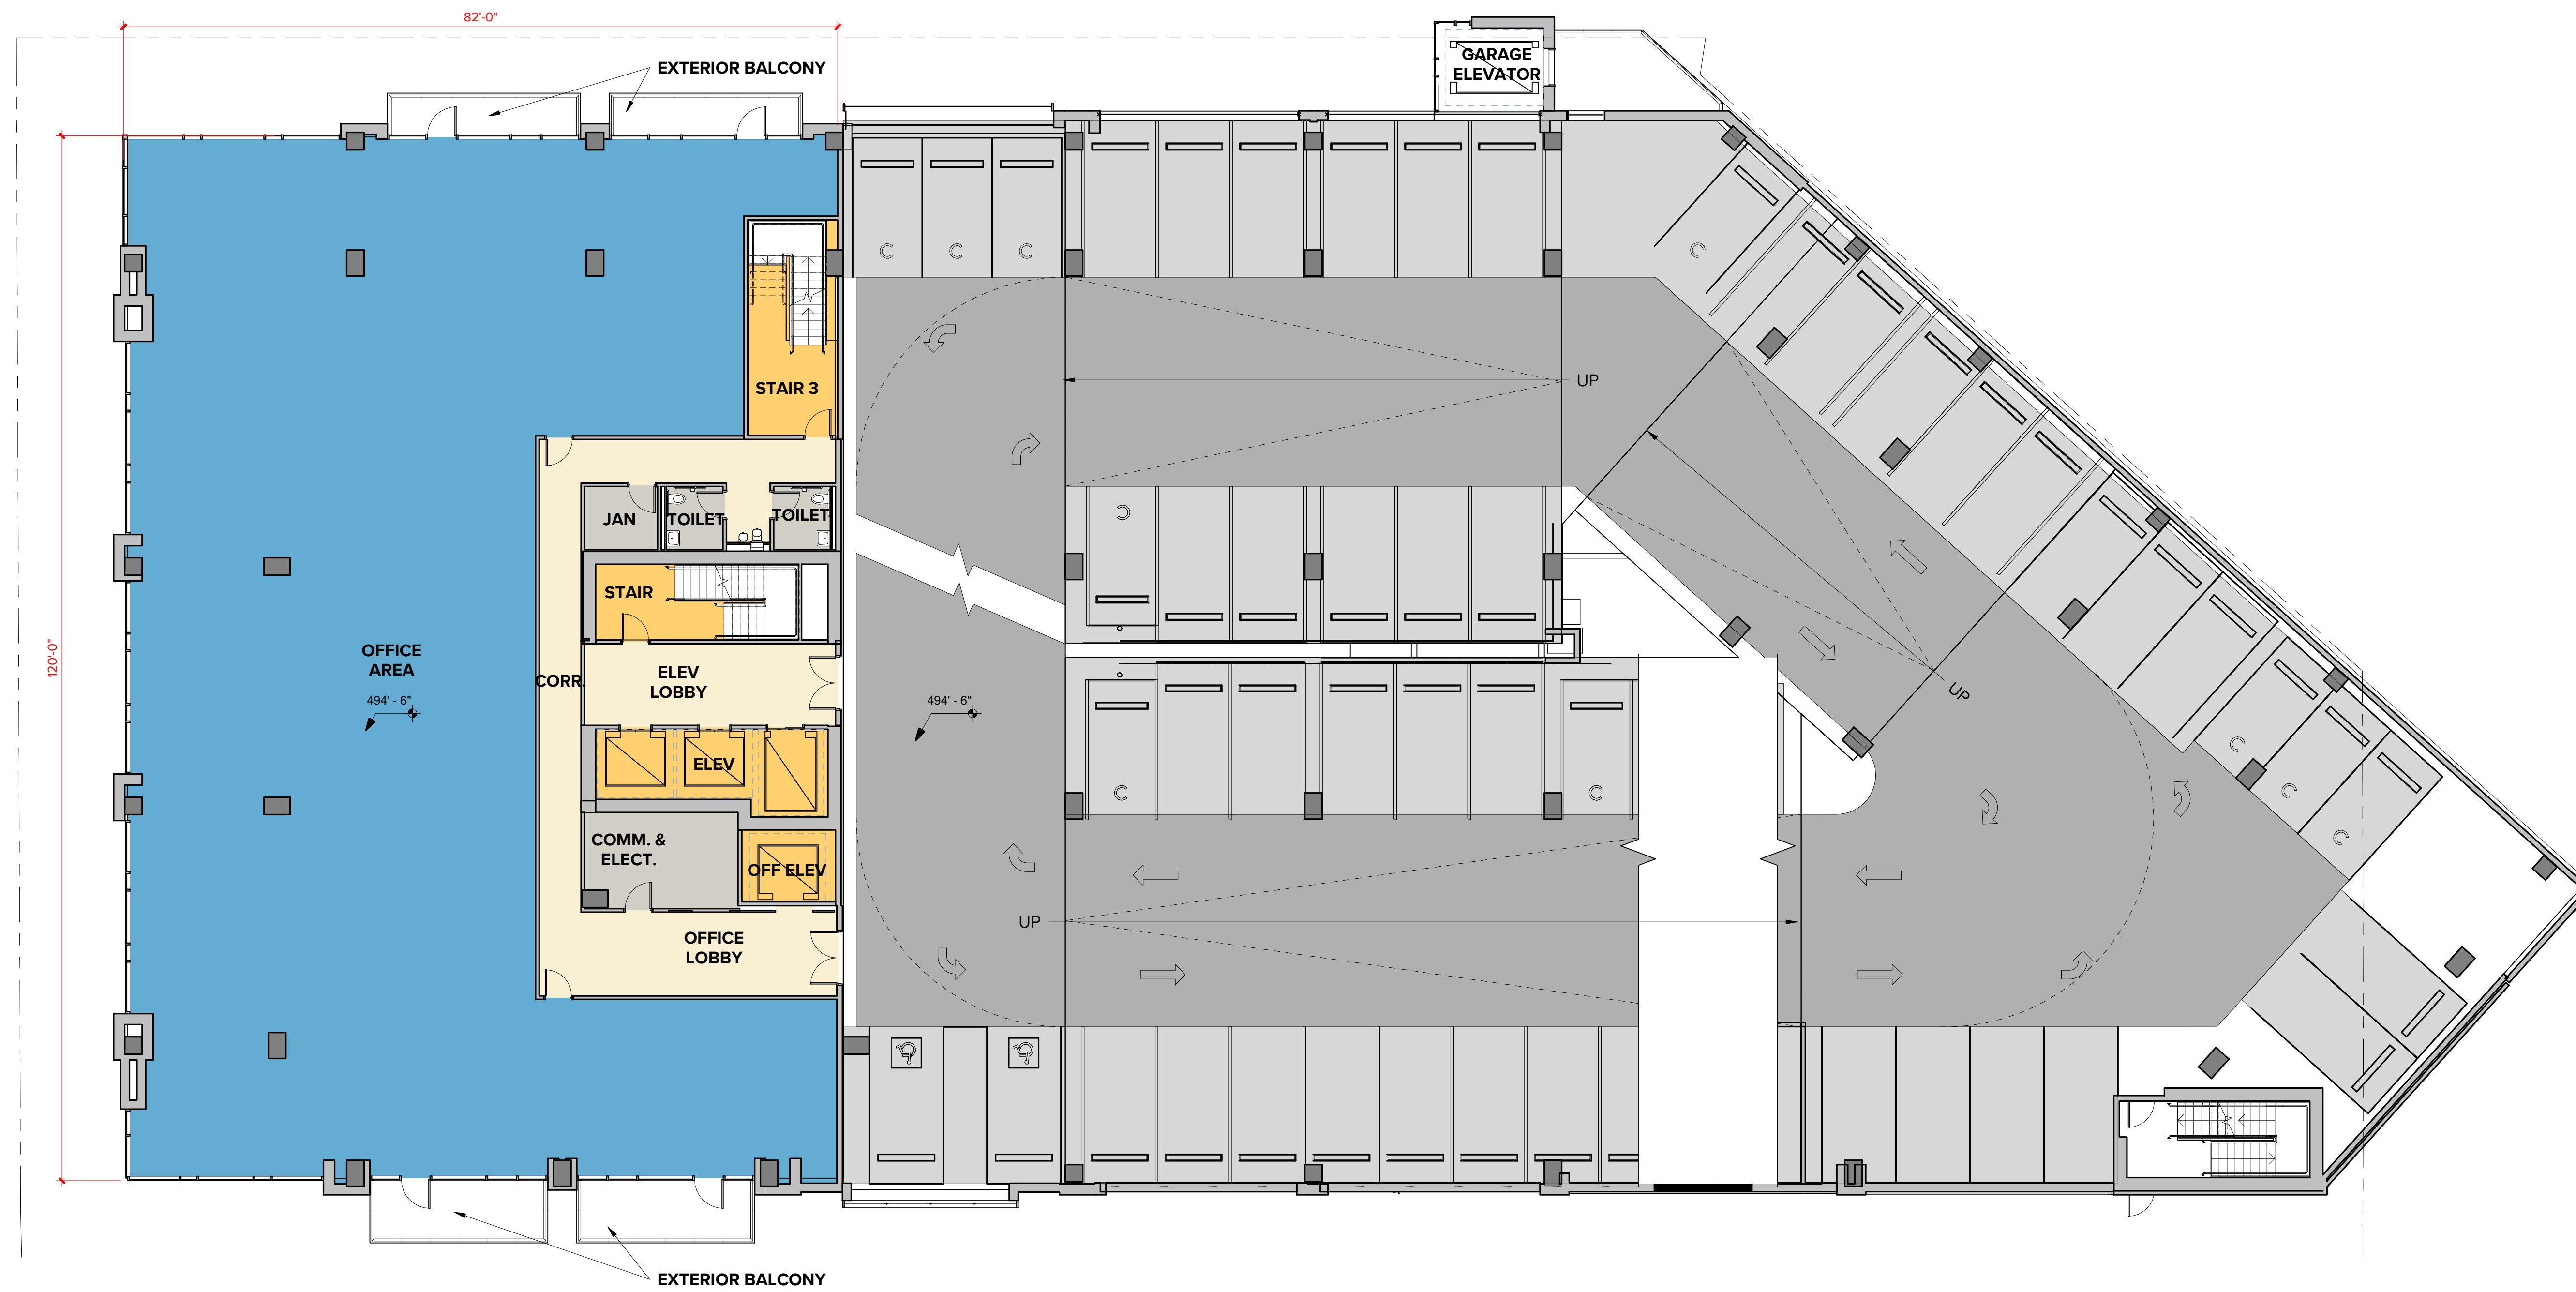 82'-0"
EXTERIOR BALCONY
GARAGE
ELEVATOR
STAIR 3
UP
JAN
TOILET
TOILET
STAIR
120'-0"
OFFICE
AREA
494' - 6"
CORR.
ELEV
LOBBY
494' - 6"
UP
ELEV
COMM. &
ELECT.
OFF ELEV
UP
OFFICE
LOBBY
C
C
C
C
C
C
C
C
C
C
EXTERIOR BALCONY